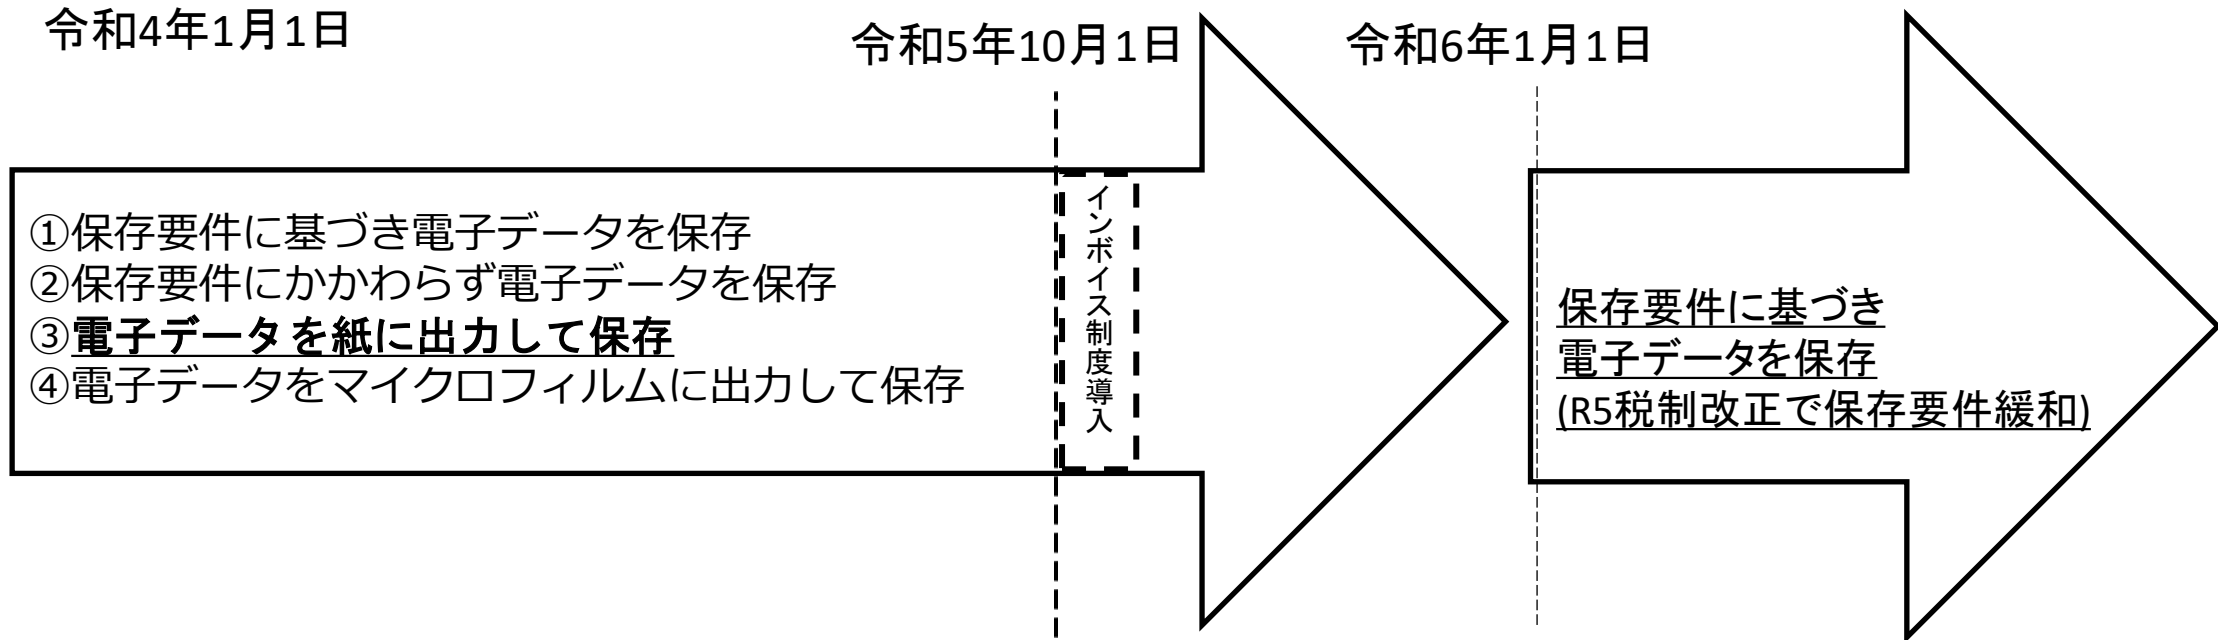 令和4年1月1日
令和5年10月1日
令和6年1月1日
①保存要件に基づき電子データを保存
②保存要件にかかわらず電子データを保存
③電子データを紙に出力して保存
④電子データをマイクロフィルムに出力して保存
インボイス制度導入
保存要件に基づき
電子データを保存
(R5税制改正で保存要件緩和)